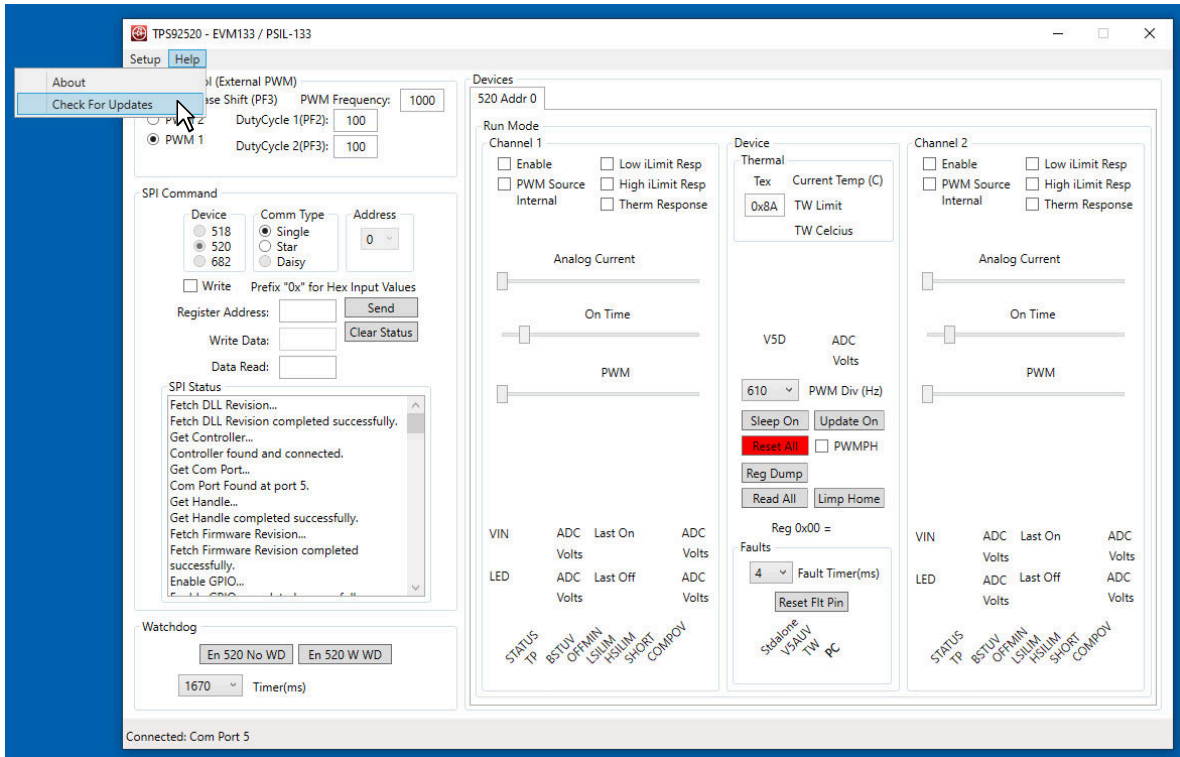 TPS92520 - EVM133 / PSIL-133
Setup Help
About
Check For Updates
(External PWM)
Shift (PF3) PWM Frequency: 1000
DutyCycle 1(PF2): 100
PWM 1 DutyCycle 2(PF3): 100
SPI Command
Device Comm Type Address
518 Single
520 Star 0
682 Daisy
Write Prefix "0x" for Hex Input Values
Register Address: Send
Write Data: Clear Status
Data Read:
SPI Status
Fetch DLL Revision...
Fetch DLL Revision completed successfully.
Get Controller...
Controller found and connected.
Get Com Port...
Com Port Found at port 5.
Get Handle...
Get Handle completed successfully.
Fetch Firmware Revision...
Fetch Firmware Revision completed
successfully.
Enable GPIO...
Watchdog
En 520 No WD En 520 W WD
1670 Timer(ms)
Devices
520 Addr 0
Run Mode
Channel 1
Enable Low iLimit Resp
PWM Source High iLimit Resp
Internal Therm Response
Analog Current
On Time
PWM
VIN ADC Last On ADC
Volts Volts
LED ADC Last Off ADC
Volts Volts
STATUS TP BSTUV OFFMIN LSILIM HSILIM SHORT COMPOV
Device
Thermal
Tex Current Temp (C)
0x8A TW Limit
TW Celcius
V5D ADC
Volts
610 PWM Div (Hz)
Sleep On Update On
Reset All PWMPH
Reg Dump
Read All Limp Home
Reg 0x00 =
Faults
4 Fault Timer(ms)
Reset Flt Pin
Stdalone V5AUV TW PC
Channel 2
Enable Low iLimit Resp
PWM Source High iLimit Resp
Internal Therm Response
Analog Current
On Time
PWM
VIN ADC Last On ADC
Volts Volts
LED ADC Last Off ADC
Volts Volts
STATUS TP BSTUV OFFMIN LSILIM HSILIM SHORT COMPOV
Connected: Com Port 5